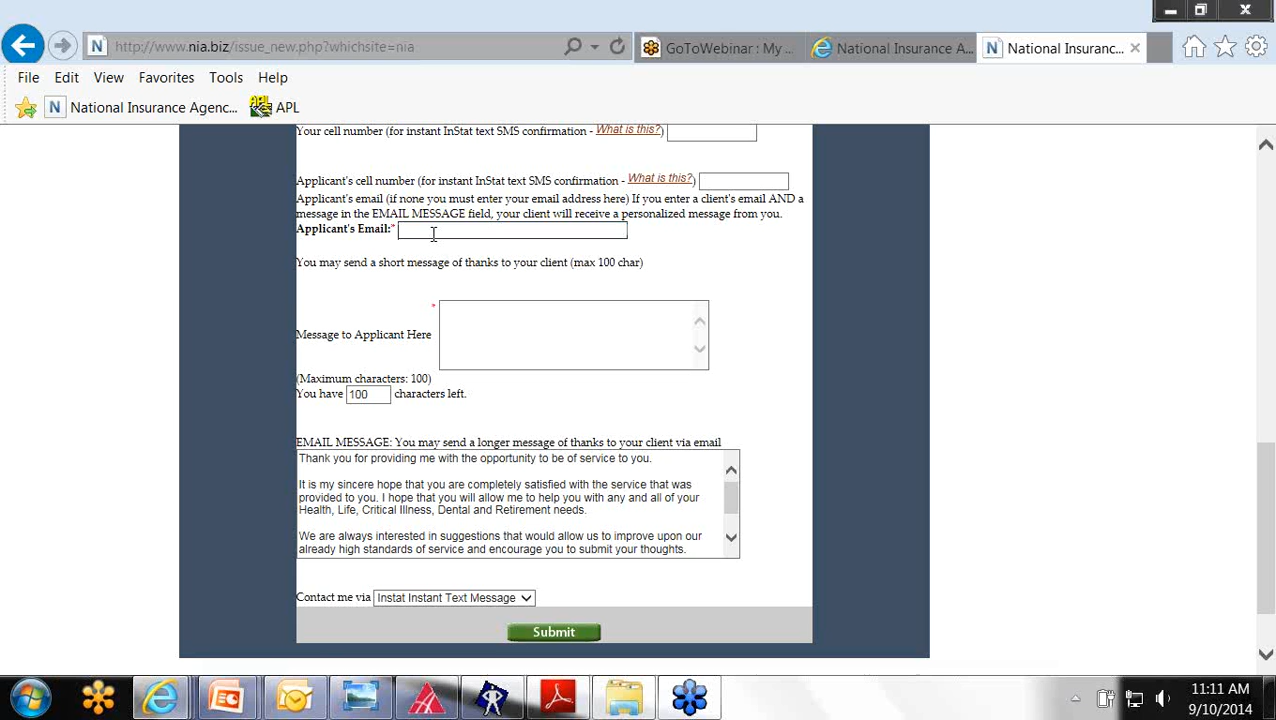 http://www.nia.biz/issue_new.php?whichsite=nia
GoToWebinar : My ...
National Insurance A...
National Insuranc...
File Edit View Favorites Tools Help
National Insurance Agenc...
APL
Your cell number (for instant InStat text SMS confirmation - What is this?)
Applicant's cell number (for instant InStat text SMS confirmation - What is this?)
Applicant's email (if none you must enter your email address here) If you enter a client's email AND a
message in the EMAIL MESSAGE field, your client will receive a personalized message from you.
Applicant's Email:*
You may send a short message of thanks to your client (max 100 char)
*
Message to Applicant Here
(Maximum characters: 100)
You have 100 characters left.
EMAIL MESSAGE: You may send a longer message of thanks to your client via email
Thank you for providing me with the opportunity to be of service to you.
It is my sincere hope that you are completely satisfied with the service that was
provided to you. I hope that you will allow me to help you with any and all of your
Health, Life, Critical Illness, Dental and Retirement needs.
We are always interested in suggestions that would allow us to improve upon our
already high standards of service and encourage you to submit your thoughts.
Contact me via Instat Instant Text Message
Submit
11:11 AM
9/10/2014